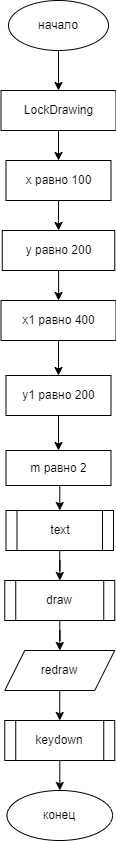 начало
LockDrawing
x равно 100
y равно 200
x1 равно 400
y1 равно 200
m равно 2
text
draw
redraw
keydown
конец